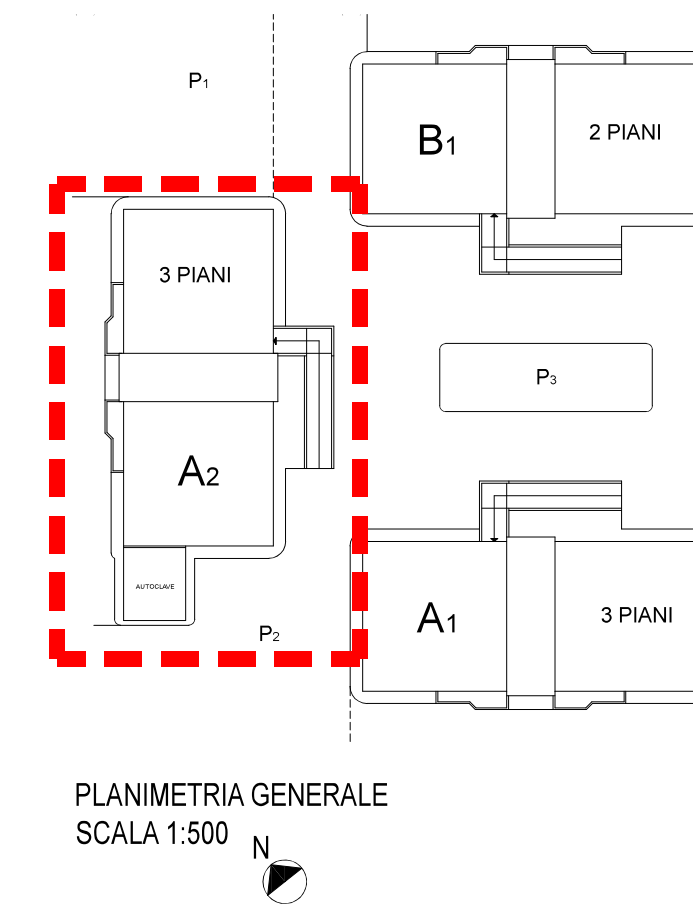 P1
B1
2 PIANI
3 PIANI
P3
A2
AUTOCLAVE
A1
3 PIANI
P2
PLANIMETRIA GENERALE
SCALA 1:500
N